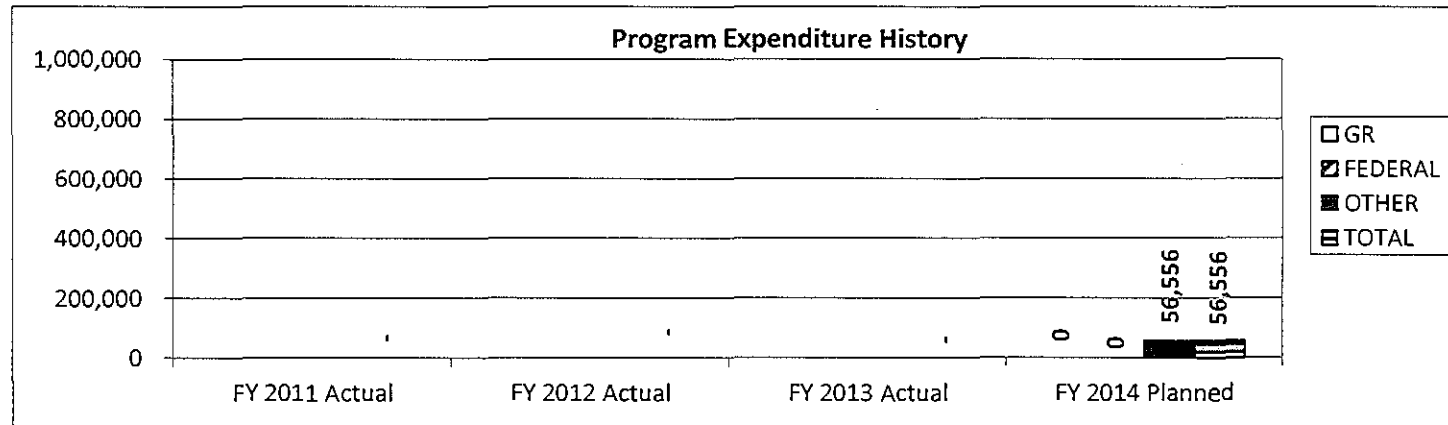 Program Expenditure History
1,000,000
800,000
600,000
400,000
200,000
0
-
-
-
0
0
56,556
56,556
FY 2011 Actual
FY 2012 Actual
FY 2013 Actual
FY 2014 Planned
GR
FEDERAL
OTHER
TOTAL